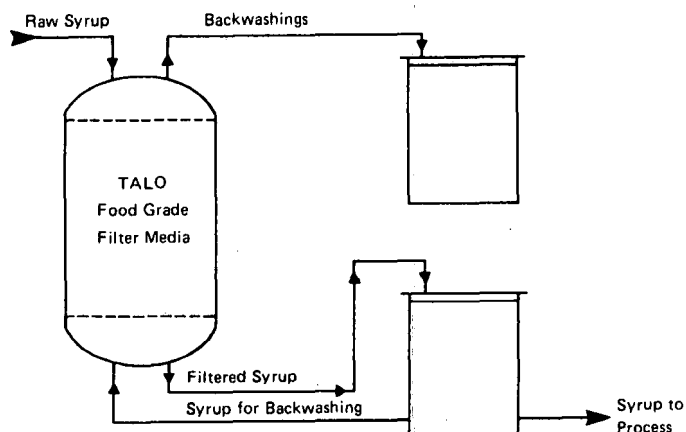 Raw Syrup
Backwashings
TALO
Food Grade
Filter Media
Filtered Syrup
Syrup for Backwashing
Syrup to
Process